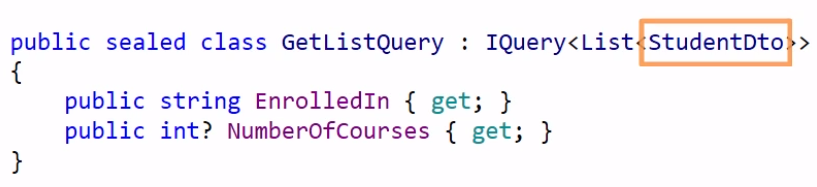 public sealed class GetListQuery : IQuery<List<StudentDto>>
{
    public string EnrolledIn { get; }
    public int? NumberOfCourses { get; }
}